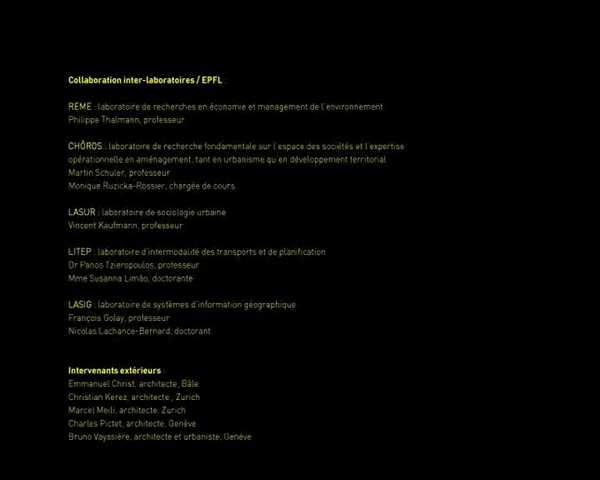 Collaboration inter-laboratoires / EPFL :
REME : laboratoire de recherches en économie et management de l'environnement
Philippe Thalmann, professeur
CHÔROS : laboratoire de recherche fondamentale sur l'espace des sociétés et l'expertise
opérationnelle en aménagement, tant en urbanisme qu'en développement territorial
Martin Schuler, professeur
Monique Ruzicka-Rossier, chargée de cours
LASUR : laboratoire de sociologie urbaine
Vincent Kaufmann, professeur
LITEP : laboratoire d'intermodalité des transports et de planification
Dr Panos Tzieropoulos, professeur
Mme Susanna Limão, doctorante
LASIG : laboratoire de systèmes d'information géographique
François Golay, professeur
Nicolas Lachance-Bernard, doctorant
Intervenants extérieurs :
Emmanuel Christ, architecte, Bâle
Christian Kerez, architecte , Zurich
Marcel Meili, architecte, Zurich
Charles Pictet, architecte, Genève
Bruno Vayssière, architecte et urbaniste, Genève